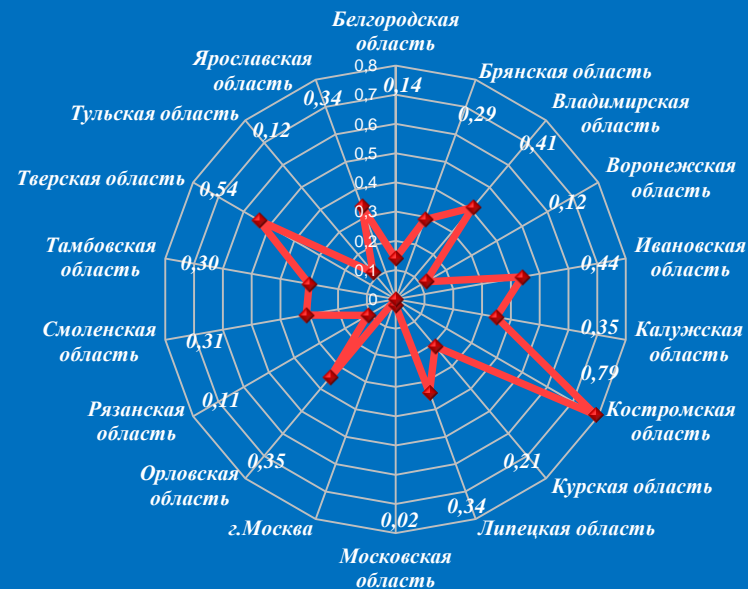 Белгородская
область
0,14
Брянская область
0,29
Владимирская
область
0,41
Воронежская
область
0,12
Ивановская
область
0,44
Калужская
область
0,35
Костромская
область
0,79
Курская область
0,21
Липецкая область
0,34
Московская
область
0,02
г.Москва
Орловская
область
0,35
Рязанская
область
0,11
Смоленская
область
0,31
Тамбовская
область
0,30
Тверская область
0,54
Тульская область
0,12
Ярославская
область
0,34
0,8
0,7
0,6
0,5
0,4
0,3
0,2
0,1
0